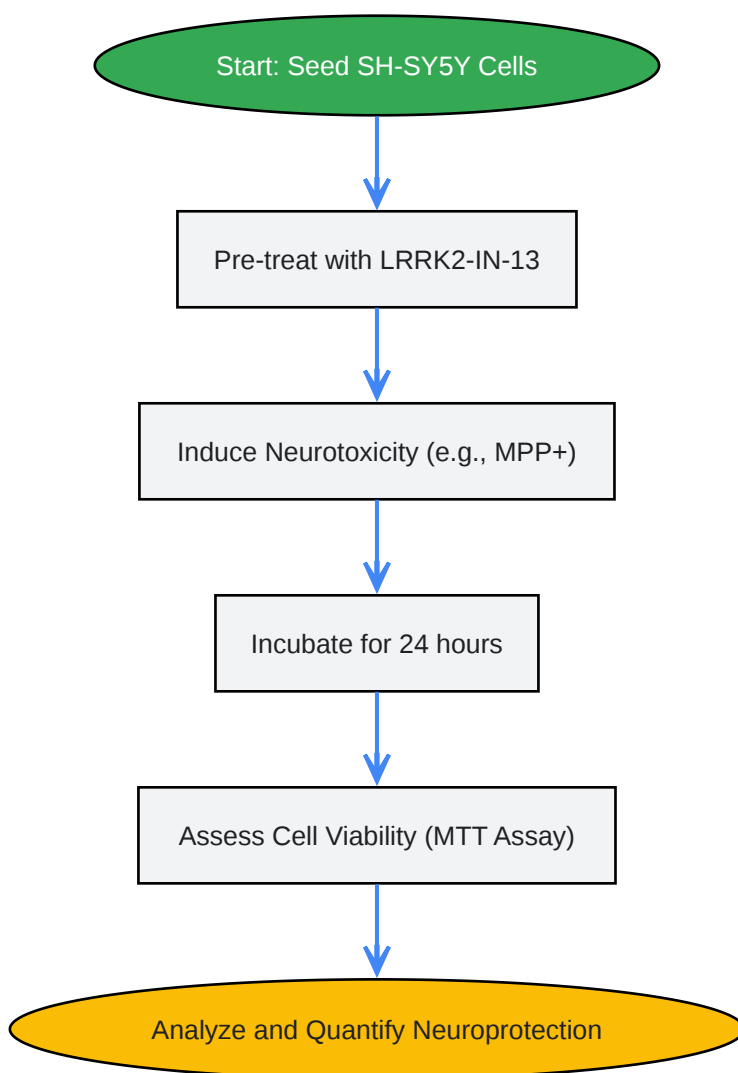 Start: Seed SH-SY5Y Cells
Pre-treat with LRRK2-IN-13
Induce Neurotoxicity (e.g., MPP+)
Incubate for 24 hours
Assess Cell Viability (MTT Assay)
Analyze and Quantify Neuroprotection